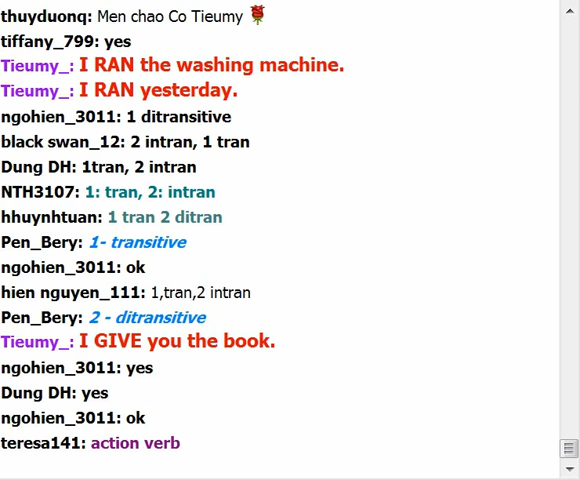 thuyduonq: Men chao Co Tieumy
tiffany_799: yes
Tieumy_: I RAN the washing machine.
Tieumy_: I RAN yesterday.
ngohien_3011: 1 ditransitive
black swan_12: 2 intran, 1 tran
Dung DH: 1tran, 2 intran
NTH3107: 1: tran, 2: intran
hhuynhtuan: 1 tran 2 ditran
Pen_Bery: 1- transitive
ngohien_3011: ok
hien nguyen_111: 1,tran,2 intran
Pen_Bery: 2 - ditransitive
Tieumy_: I GIVE you the book.
ngohien_3011: yes
Dung DH: yes
ngohien_3011: ok
teresa141: action verb